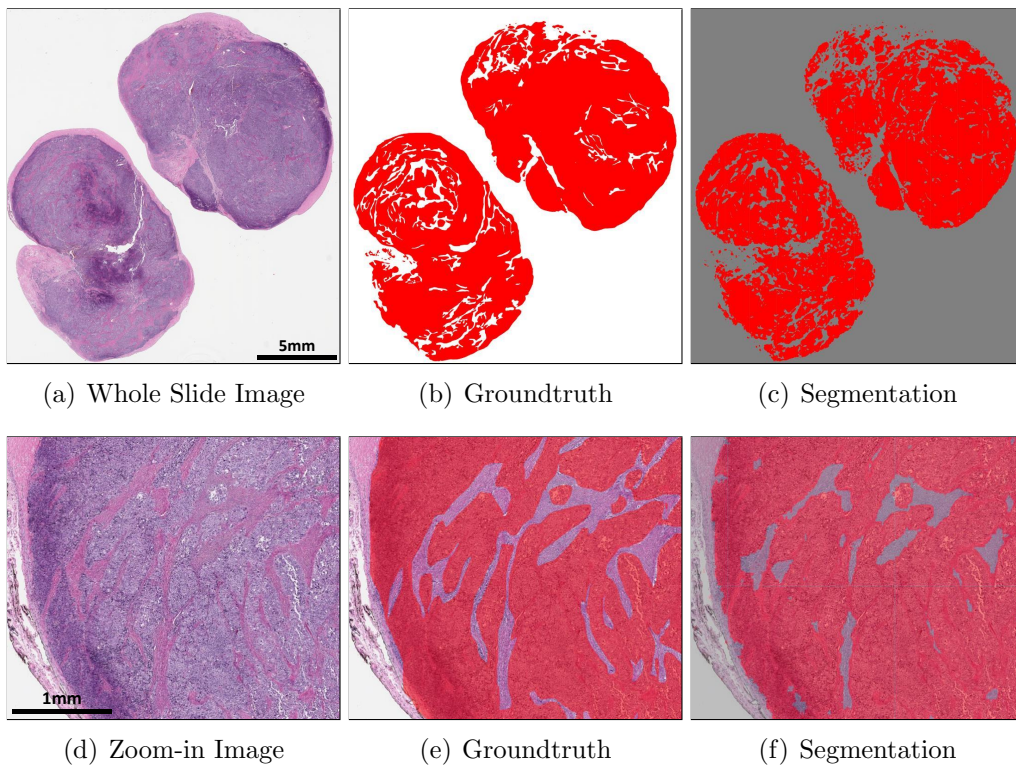 5mm
(a) Whole Slide Image
(b) Groundtruth
(c) Segmentation
1mm
(d) Zoom-in Image
(e) Groundtruth
(f) Segmentation